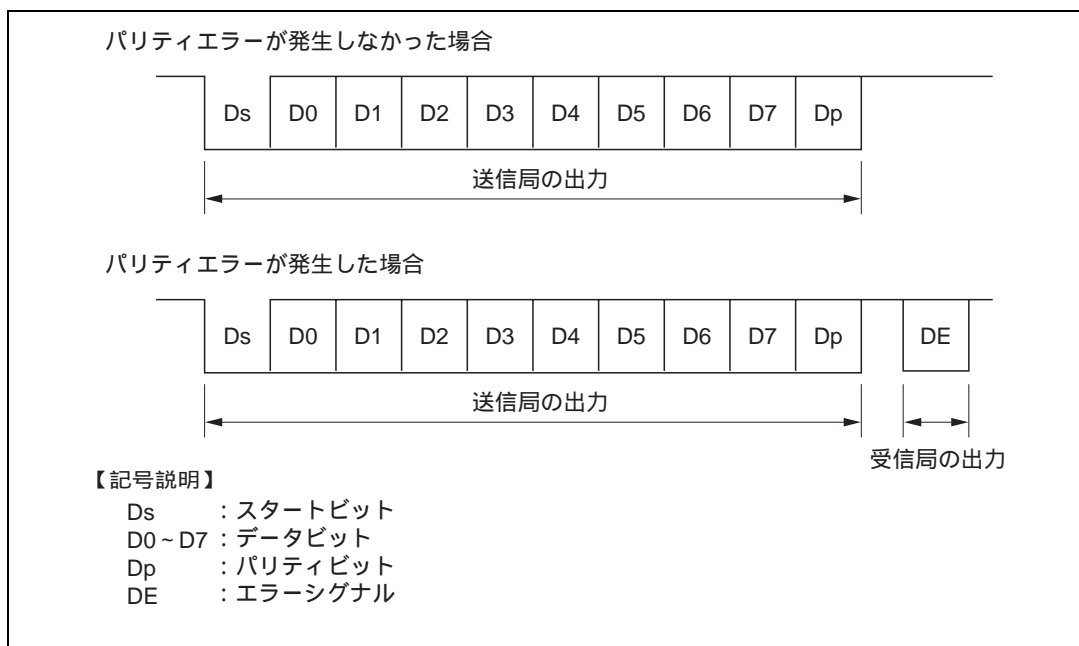 パリティエラーが発生しなかった場合
Ds D0 D1 D2 D3 D4 D5 D6 D7 Dp
送信局の出力
パリティエラーが発生した場合
Ds D0 D1 D2 D3 D4 D5 D6 D7 Dp DE
送信局の出力
受信局の出力
【記号説明】
Ds :スタートビット
D0~D7:データビット
Dp :パリティビット
DE :エラーシグナル